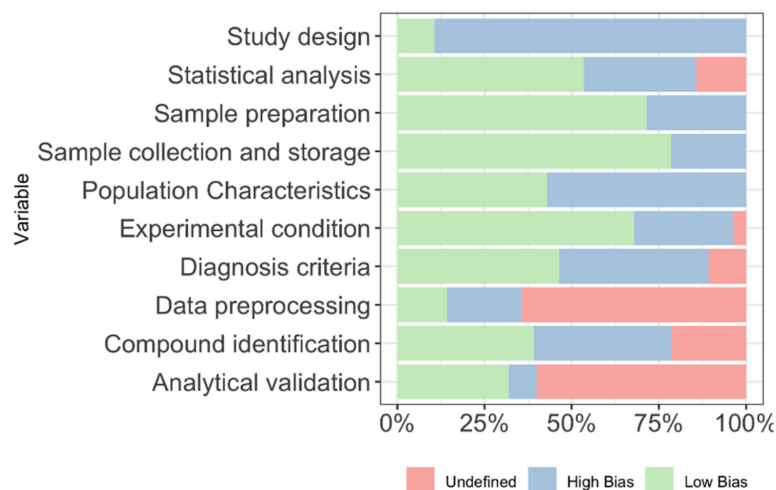 Variable
Study design
Statistical analysis
Sample preparation
Sample collection and storage
Population Characteristics
Experimental condition
Diagnosis criteria
Data preprocessing
Compound identification
Analytical validation
0% 25% 50% 75% 100%
Undefined High Bias Low Bias